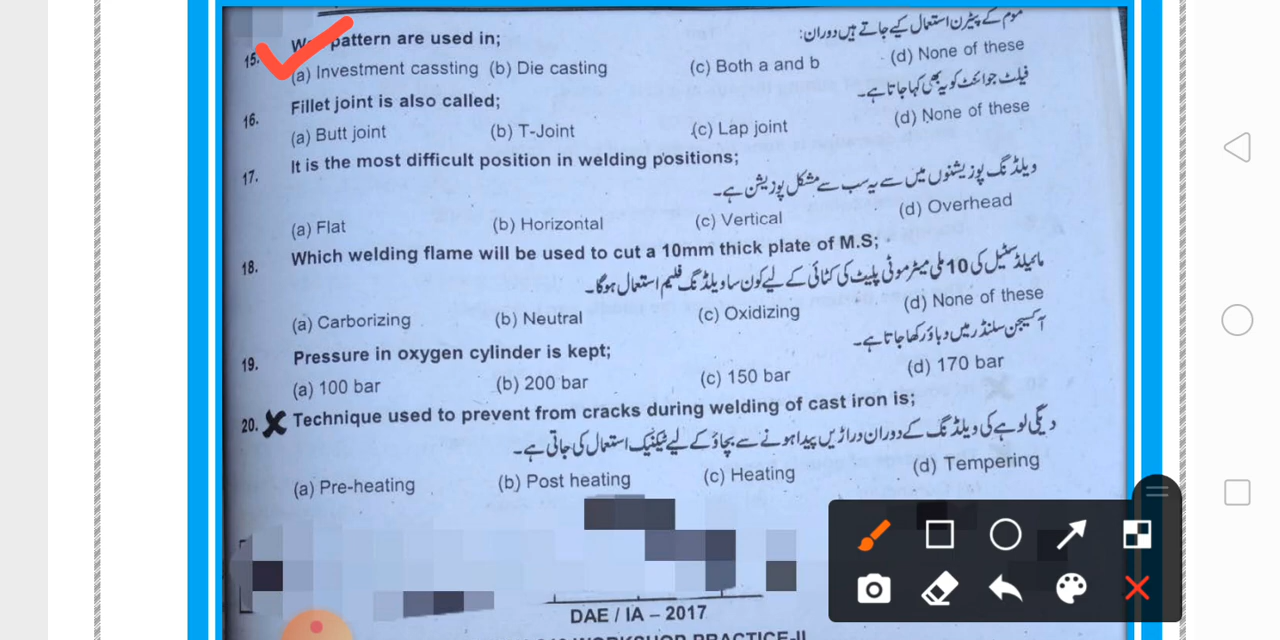 موم کے پیٹرن استعمال کیے جاتے ہیں دوران:
15. pattern are used in;
(a) Investment cassting (b) Die casting (c) Both a and b (d) None of these
16. Fillet joint is also called; فیلٹ جوائنٹ کو یہ بھی کہا جاتا ہے۔
(a) Butt joint (b) T-Joint (c) Lap joint (d) None of these
17. It is the most difficult position in welding positions;
ویلڈنگ پوزیشنوں میں سے یہ سب سے مشکل پوزیشن ہے۔
(a) Flat (b) Horizontal (c) Vertical (d) Overhead
18. Which welding flame will be used to cut a 10mm thick plate of M.S;
مائیلڈ سٹیل کی 10 ملی میٹر موٹی پلیٹ کی کٹائی کے لیے کون سا ویلڈنگ فلیم استعمال ہوگا۔
(a) Carborizing (b) Neutral (c) Oxidizing (d) None of these
19. Pressure in oxygen cylinder is kept; آکسیجن سلنڈر میں دباؤ رکھا جاتا ہے۔
(a) 100 bar (b) 200 bar (c) 150 bar (d) 170 bar
20. Technique used to prevent from cracks during welding of cast iron is;
دیگی لوہے کی ویلڈنگ کے دوران دراڑیں پیدا ہونے سے بچاؤ کے لیے ٹیکنیک استعمال کی جاتی ہے۔
(a) Pre-heating (b) Post heating (c) Heating (d) Tempering
DAE / IA – 2017
WORKSHOP PRACTICE-II